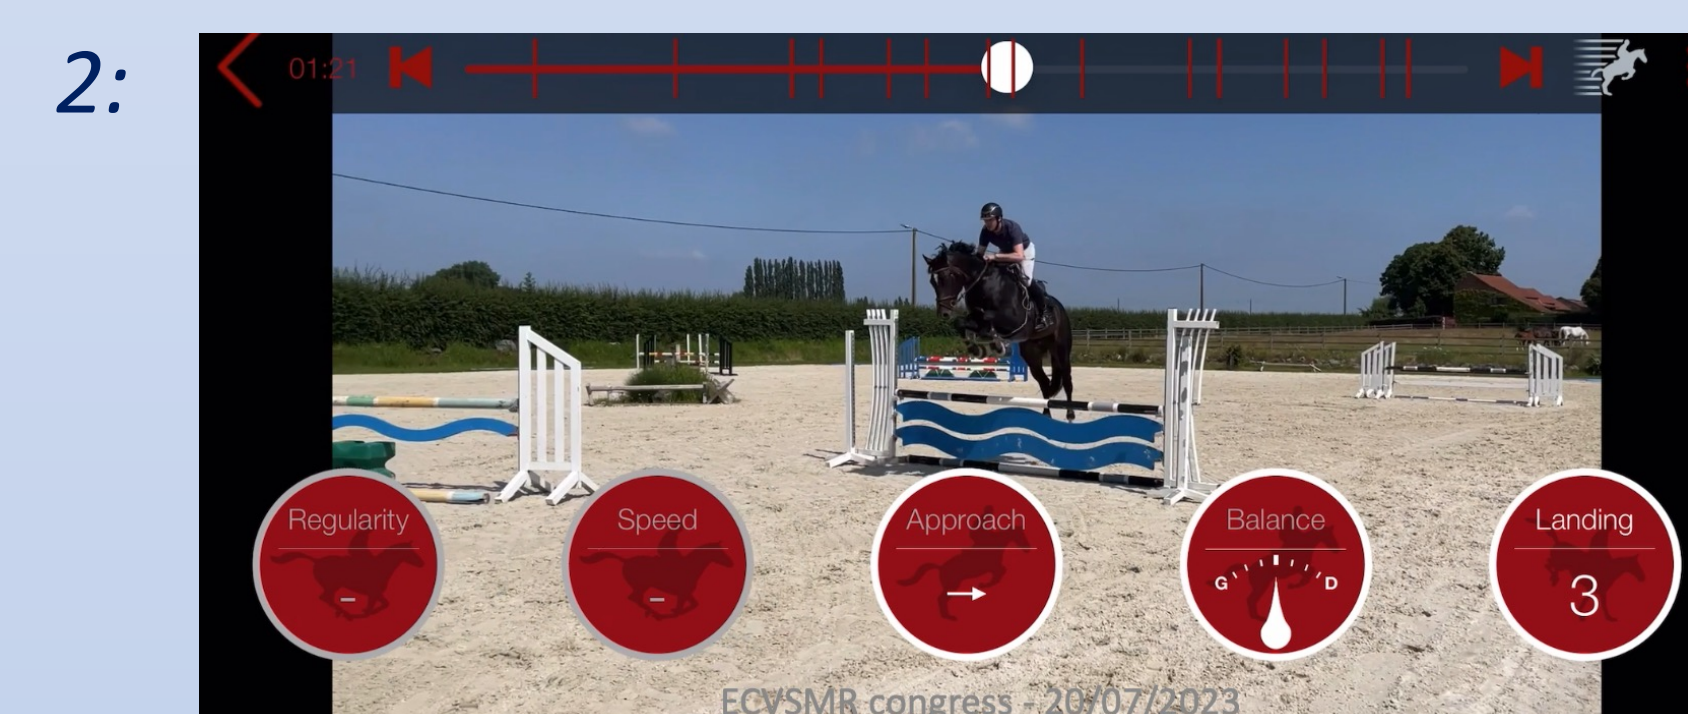 2:
01:21
Regularity
-
Speed
-
Approach
→
Balance
G D
Landing
3
ECVSMR congress - 20/07/2023